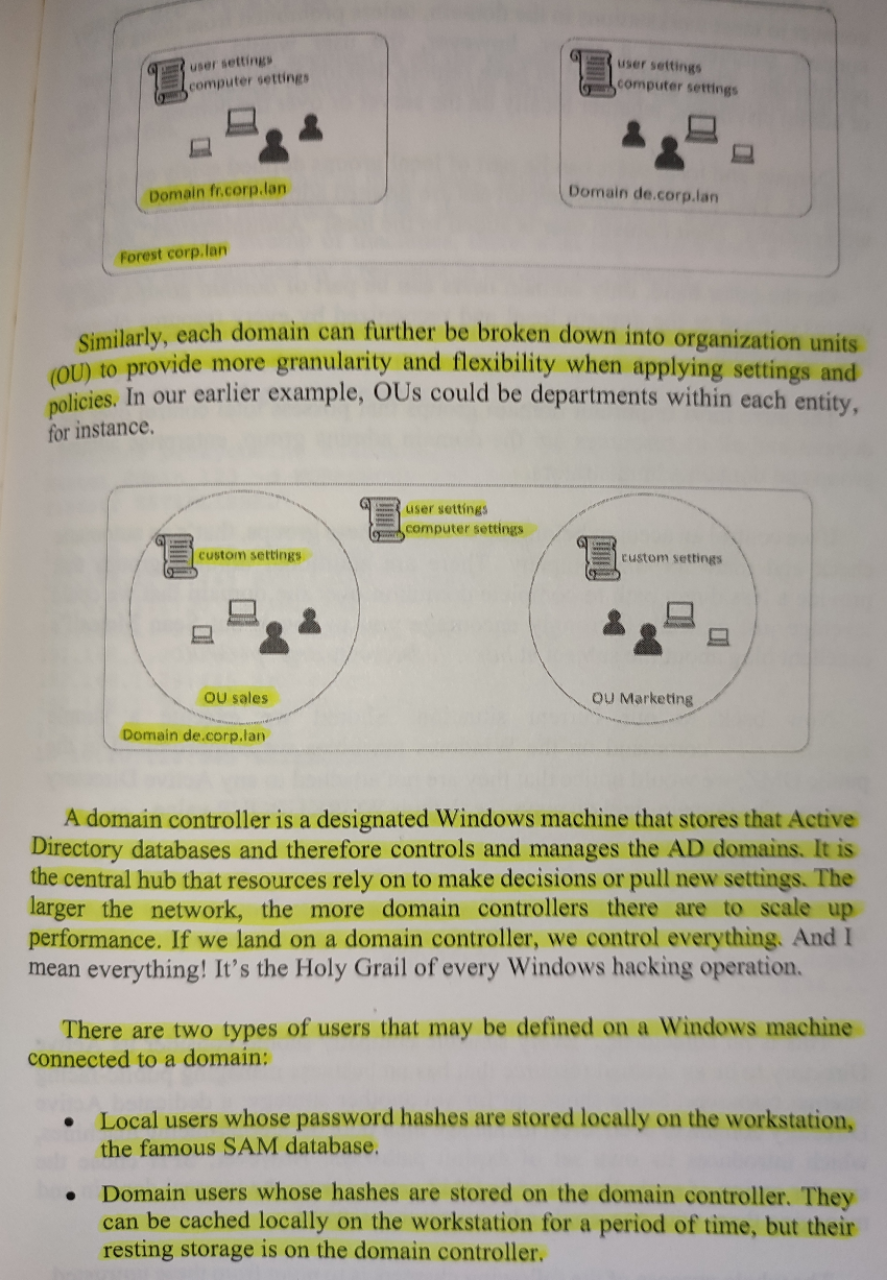 user settings
computer settings
Domain fr.corp.lan
user settings
computer settings
Domain de.corp.lan
Forest corp.lan
Similarly, each domain can further be broken down into organization units
(OU) to provide more granularity and flexibility when applying settings and
policies. In our earlier example, OUs could be departments within each entity,
for instance.
user settings
computer settings
custom settings
OU sales
custom settings
OU Marketing
Domain de.corp.lan
A domain controller is a designated Windows machine that stores that Active
Directory databases and therefore controls and manages the AD domains. It is
the central hub that resources rely on to make decisions or pull new settings. The
larger the network, the more domain controllers there are to scale up
performance. If we land on a domain controller, we control everything. And I
mean everything! It's the Holy Grail of every Windows hacking operation.
There are two types of users that may be defined on a Windows machine
connected to a domain:
• Local users whose password hashes are stored locally on the workstation,
the famous SAM database.
• Domain users whose hashes are stored on the domain controller. They
can be cached locally on the workstation for a period of time, but their
resting storage is on the domain controller.